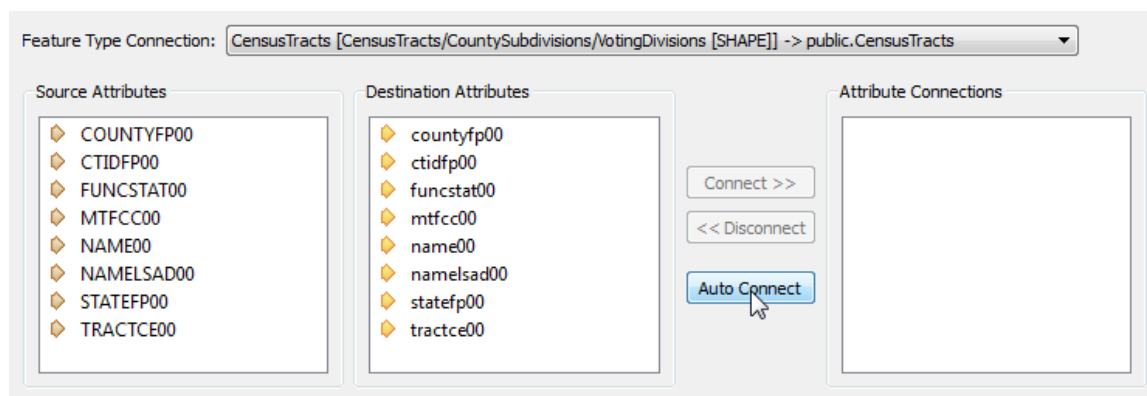 Feature Type Connection: CensusTracts [CensusTracts/CountySubdivisions/VotingDivisions [SHAPE]] -> public.CensusTracts
Source Attributes
COUNTYFP00
CTIDFP00
FUNCSTAT00
MTFCC00
NAME00
NAMELSAD00
STATEFP00
TRACTCE00
Destination Attributes
countyfp00
ctidfp00
funcstat00
mtfcc00
name00
namelsad00
statefp00
tractce00
Connect >>
<< Disconnect
Auto Connect
Attribute Connections